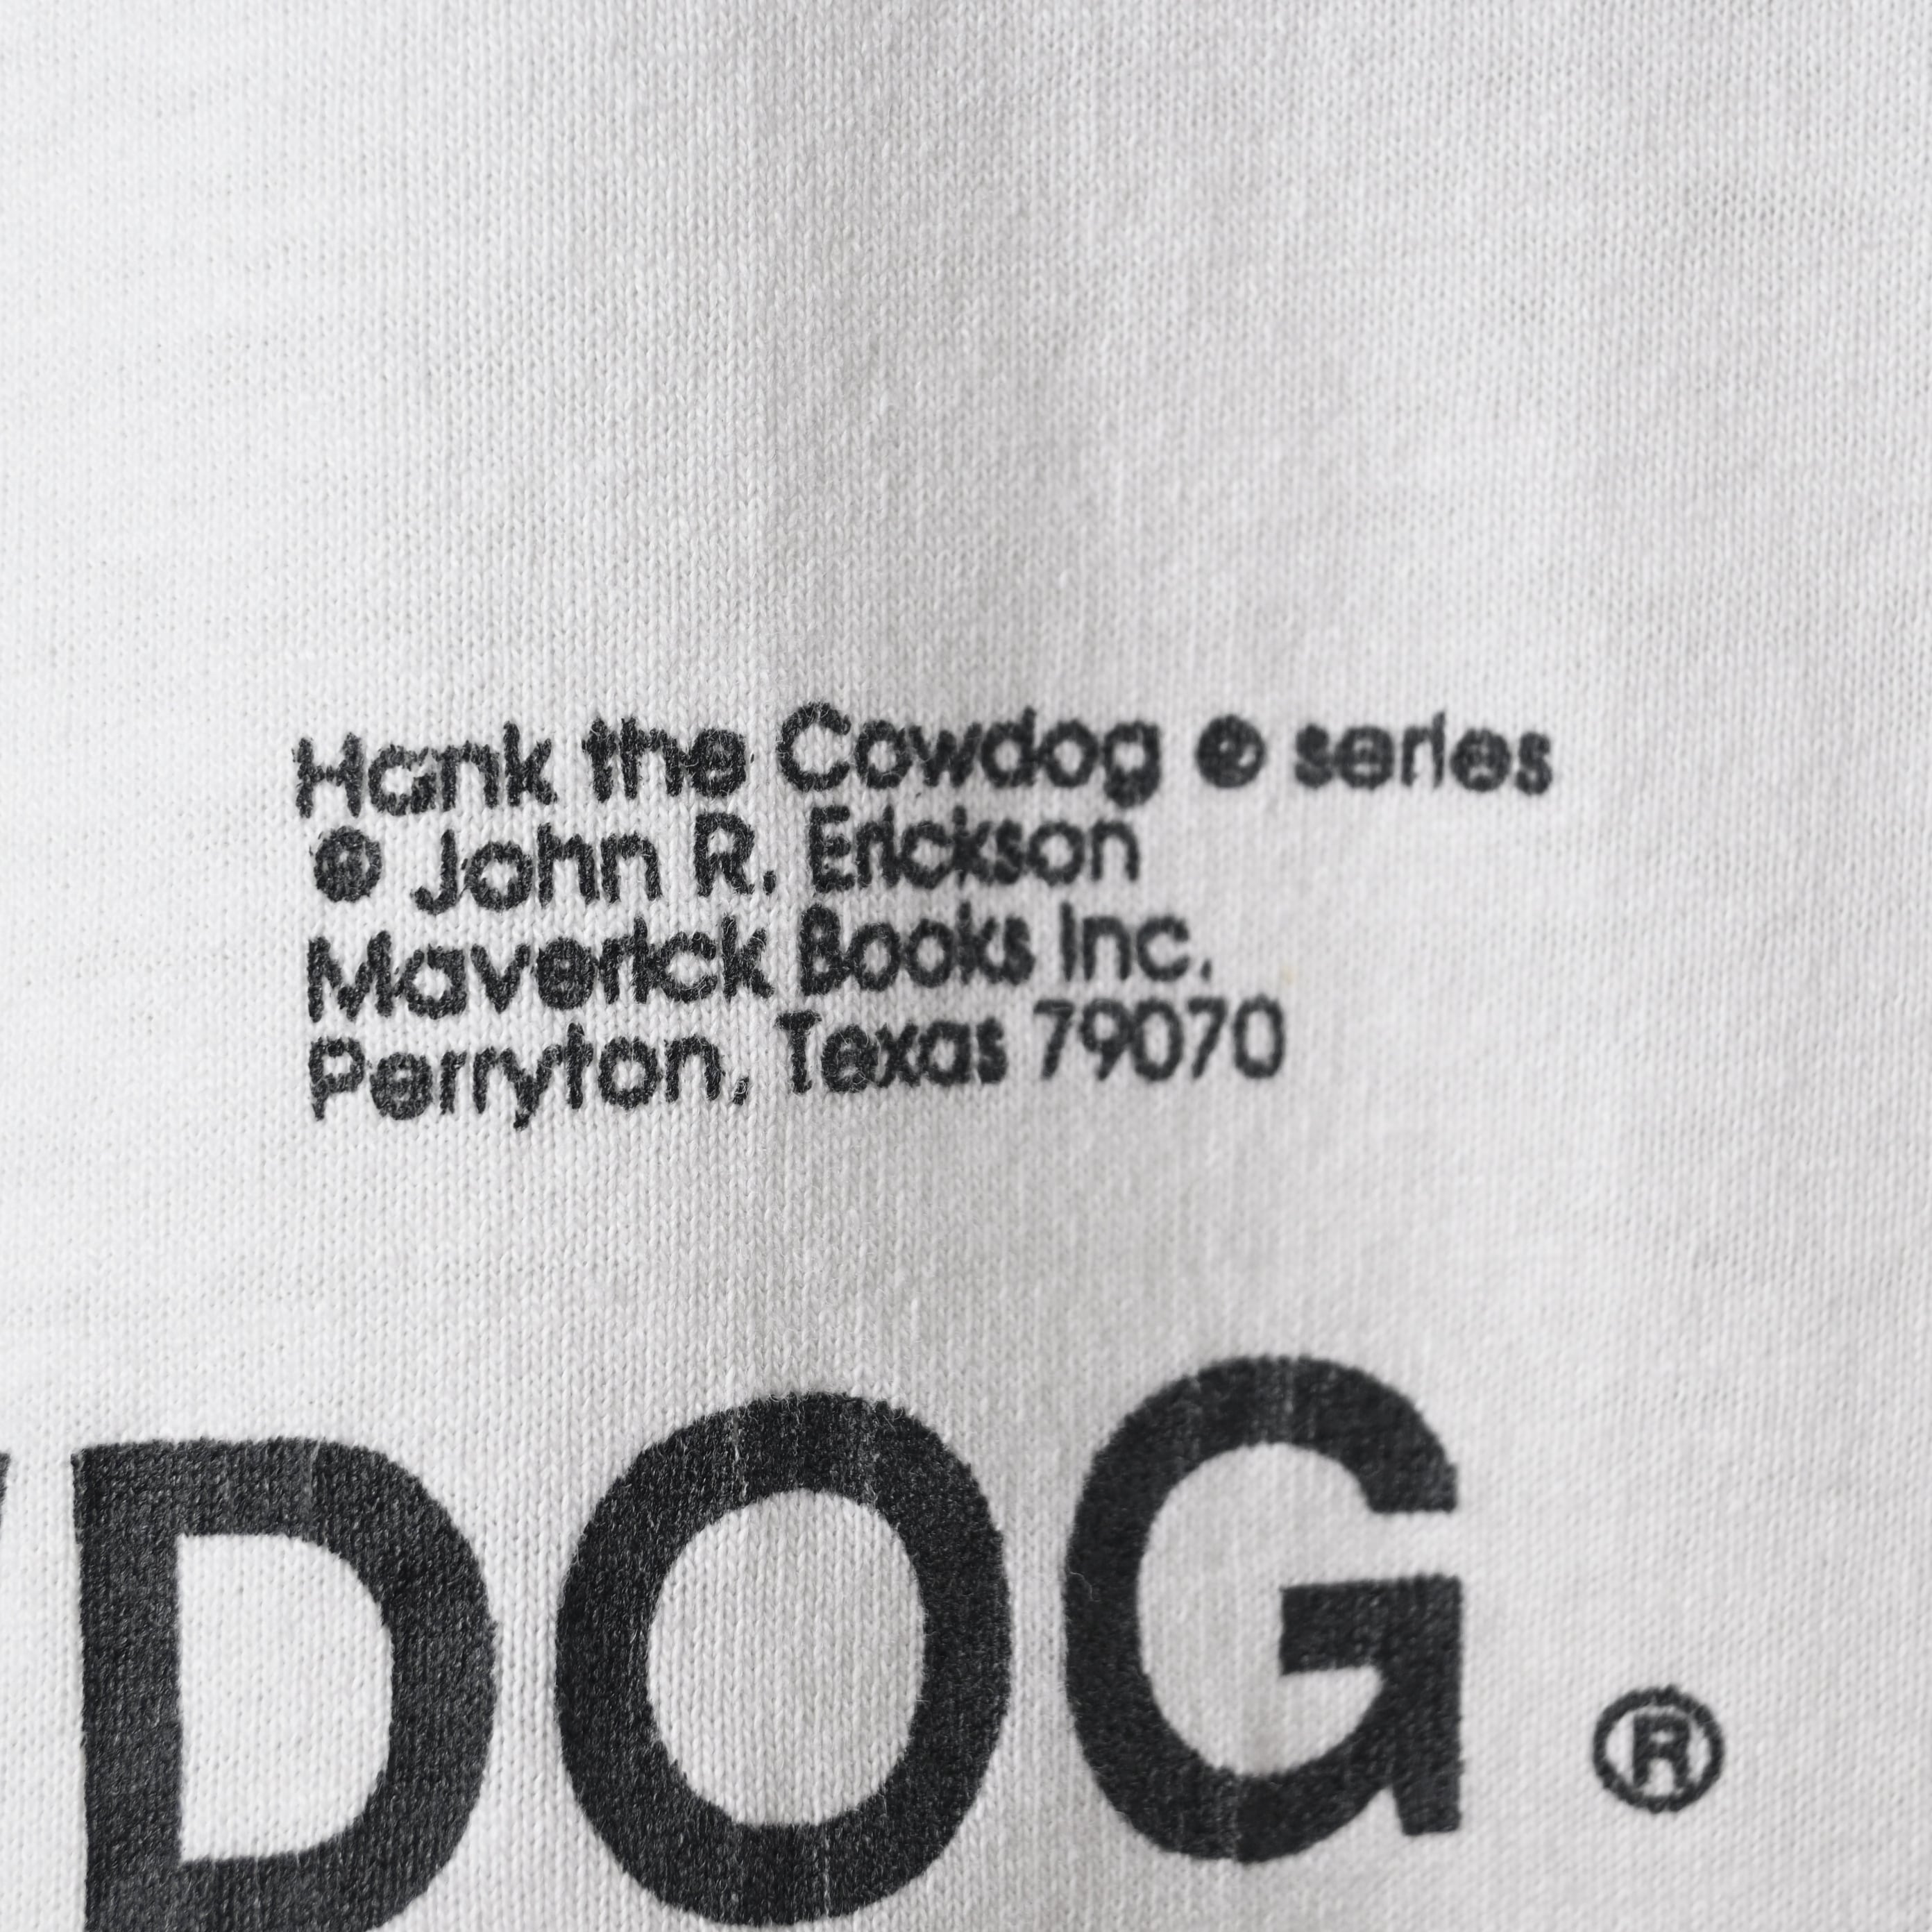 Hank the Cowdog ® series
© John R. Erickson
Maverick Books Inc.
Perryton, Texas 79070
DOG. ®